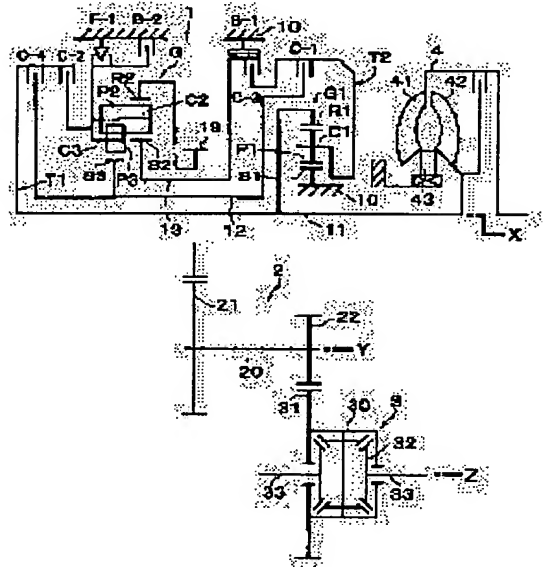 F-1 B-2 1 B-1 10
C-4 C-2 G C-1 T2 4
R2 41 42
P2 C2 C-3 G1
19 R1
C3 S2 C1
S3 P3 P1
S1
T1 10 43
13 12 11 X
2
21 22
Y
20
31 30 3
32
33 33 Z